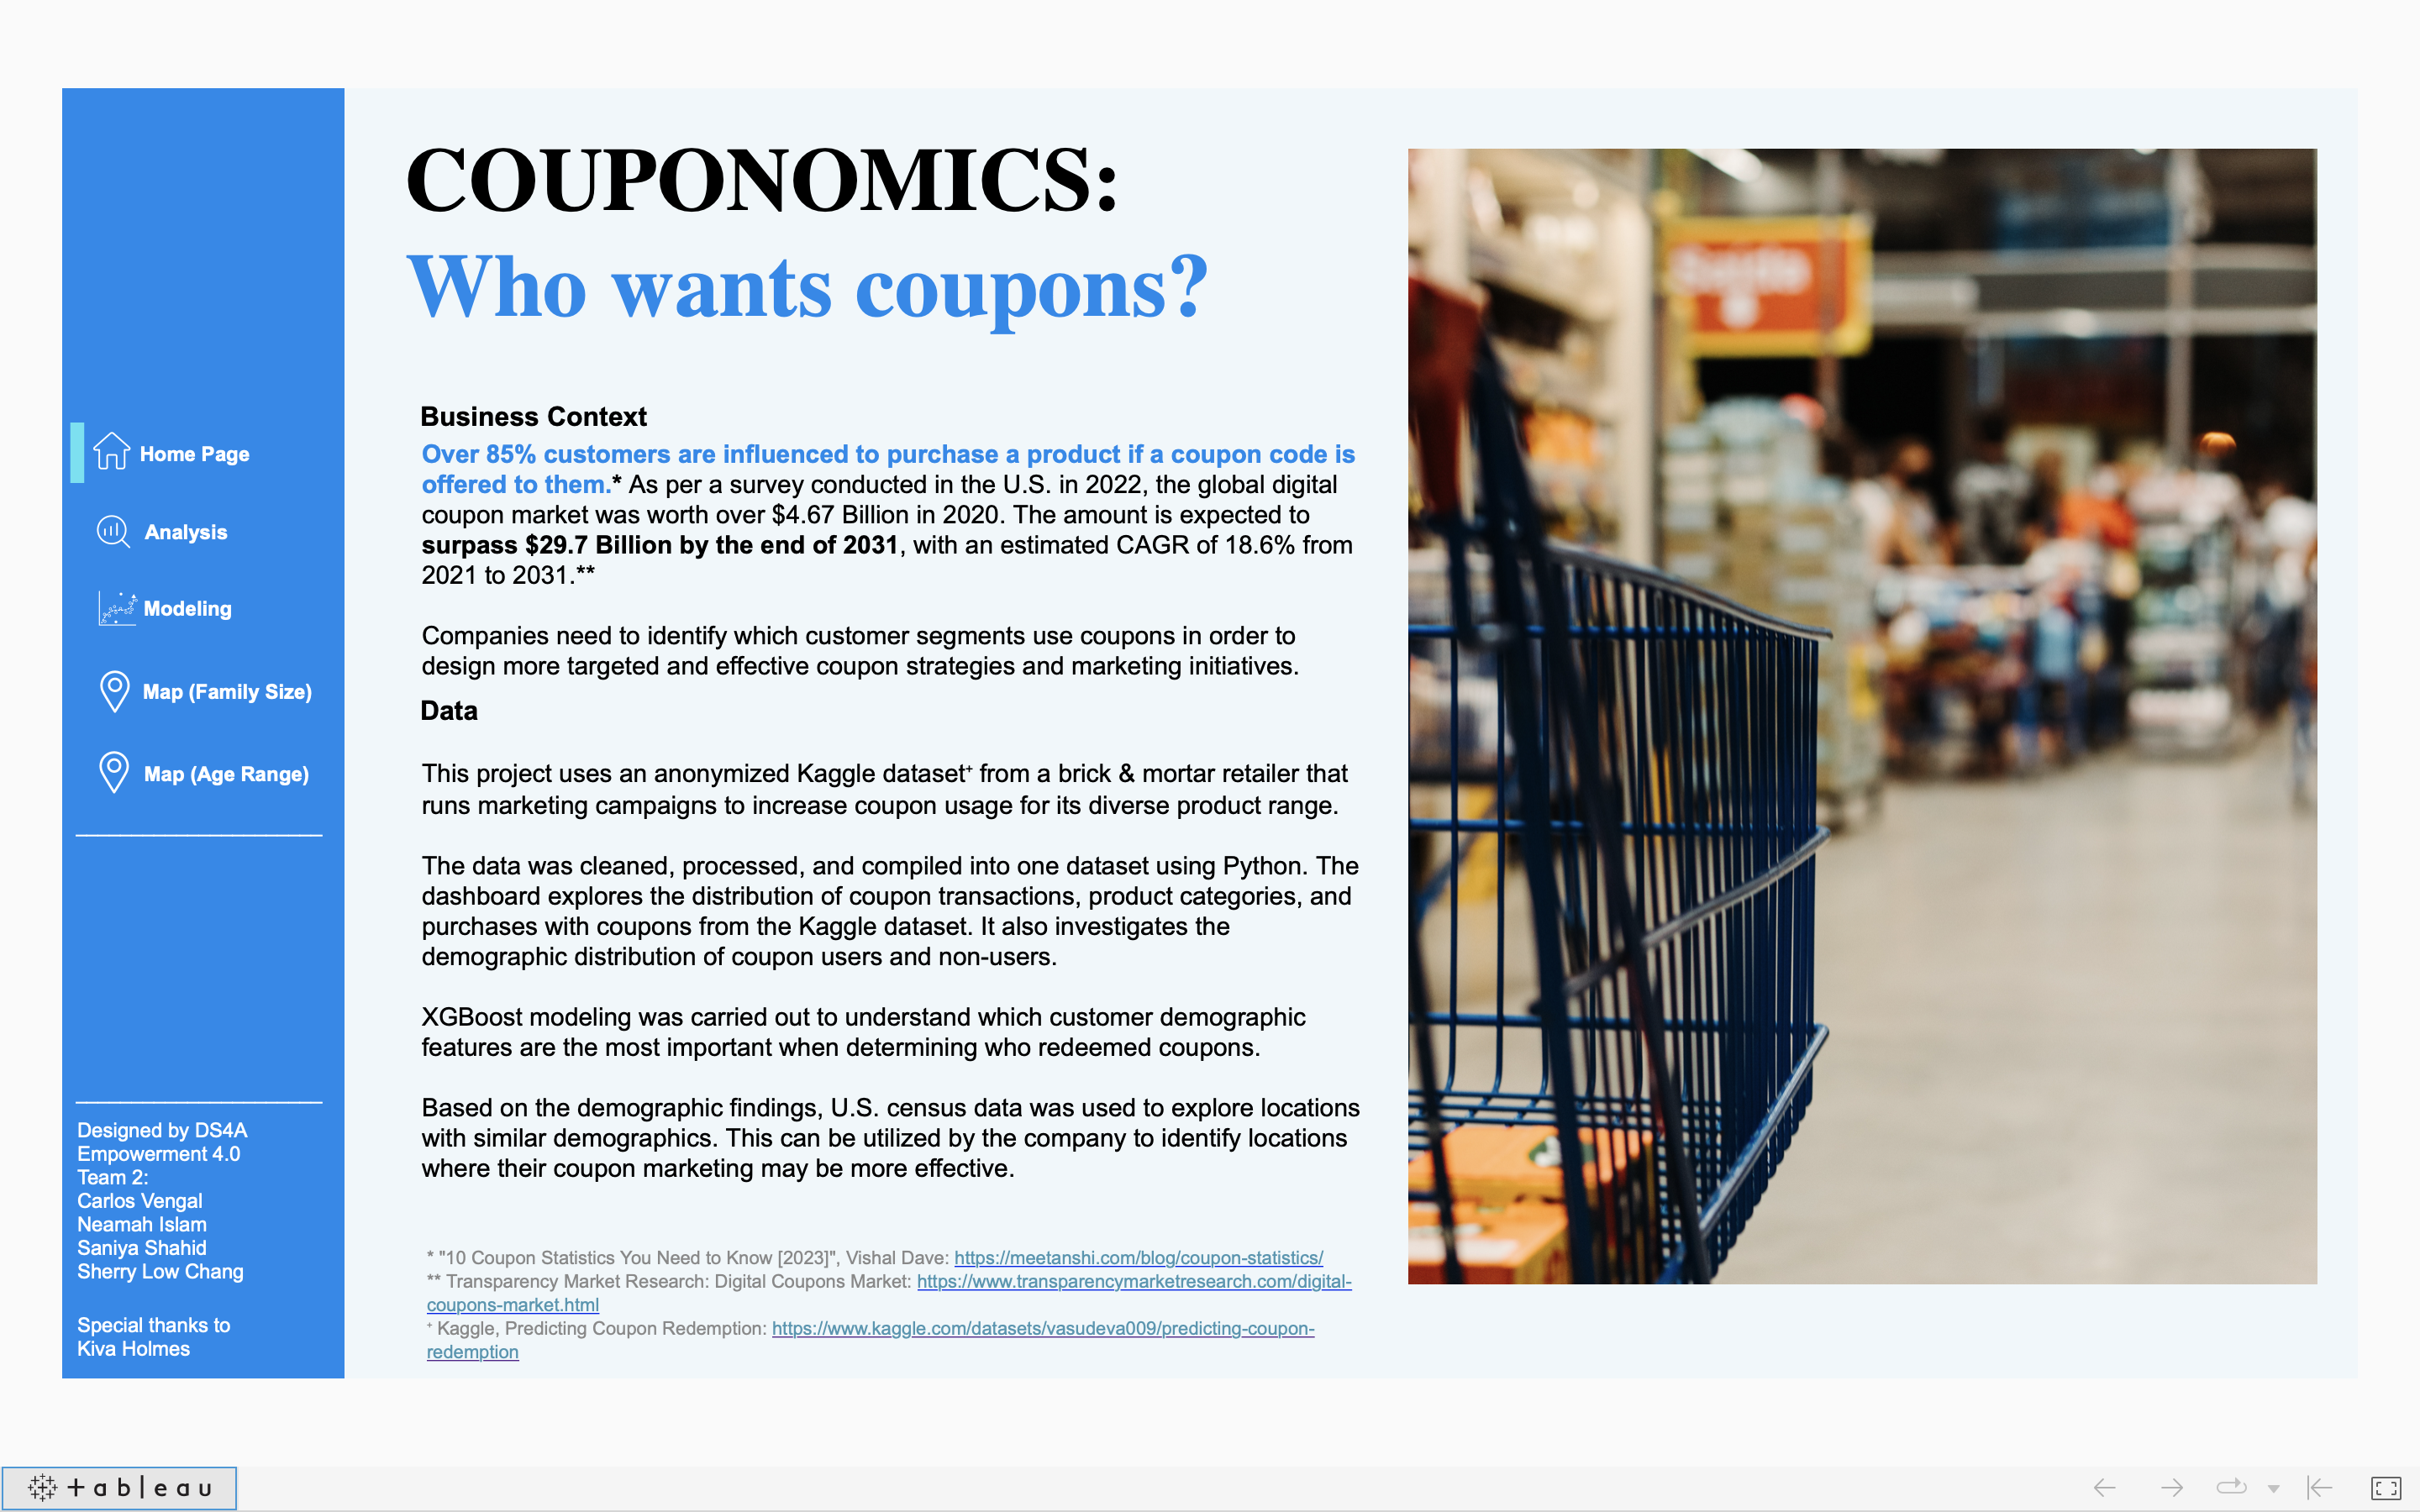 COUPONOMICS:
Who wants coupons?
Home Page
Analysis
Modeling
Map (Family Size)
Map (Age Range)
Designed by DS4A
Empowerment 4.0
Team 2:
Carlos Vengal
Neamah Islam
Saniya Shahid
Sherry Low Chang
Special thanks to
Kiva Holmes
Business Context
Over 85% customers are influenced to purchase a product if a coupon code is
offered to them.* As per a survey conducted in the U.S. in 2022, the global digital
coupon market was worth over $4.67 Billion in 2020. The amount is expected to
surpass $29.7 Billion by the end of 2031, with an estimated CAGR of 18.6% from
2021 to 2031.**
Companies need to identify which customer segments use coupons in order to
design more targeted and effective coupon strategies and marketing initiatives.
Data
This project uses an anonymized Kaggle dataset⁺ from a brick & mortar retailer that
runs marketing campaigns to increase coupon usage for its diverse product range.
The data was cleaned, processed, and compiled into one dataset using Python. The
dashboard explores the distribution of coupon transactions, product categories, and
purchases with coupons from the Kaggle dataset. It also investigates the
demographic distribution of coupon users and non-users.
XGBoost modeling was carried out to understand which customer demographic
features are the most important when determining who redeemed coupons.
Based on the demographic findings, U.S. census data was used to explore locations
with similar demographics. This can be utilized by the company to identify locations
where their coupon marketing may be more effective.
* "10 Coupon Statistics You Need to Know [2023]", Vishal Dave: https://meetanshi.com/blog/coupon-statistics/
** Transparency Market Research: Digital Coupons Market: https://www.transparencymarketresearch.com/digital-
coupons-market.html
⁺ Kaggle, Predicting Coupon Redemption: https://www.kaggle.com/datasets/vasudeva009/predicting-coupon-
redemption
+ableau